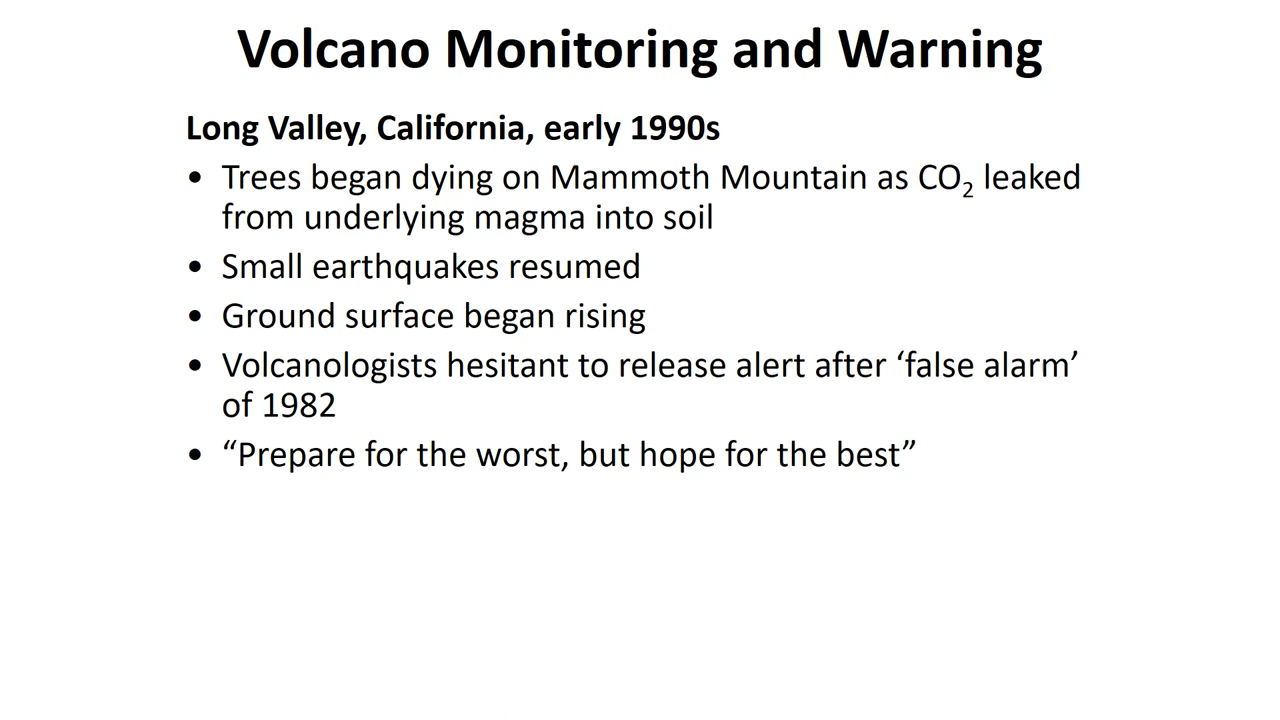 Volcano Monitoring and Warning
Long Valley, California, early 1990s
• Trees began dying on Mammoth Mountain as CO₂ leaked
from underlying magma into soil
• Small earthquakes resumed
• Ground surface began rising
• Volcanologists hesitant to release alert after ‘false alarm’
of 1982
• “Prepare for the worst, but hope for the best”